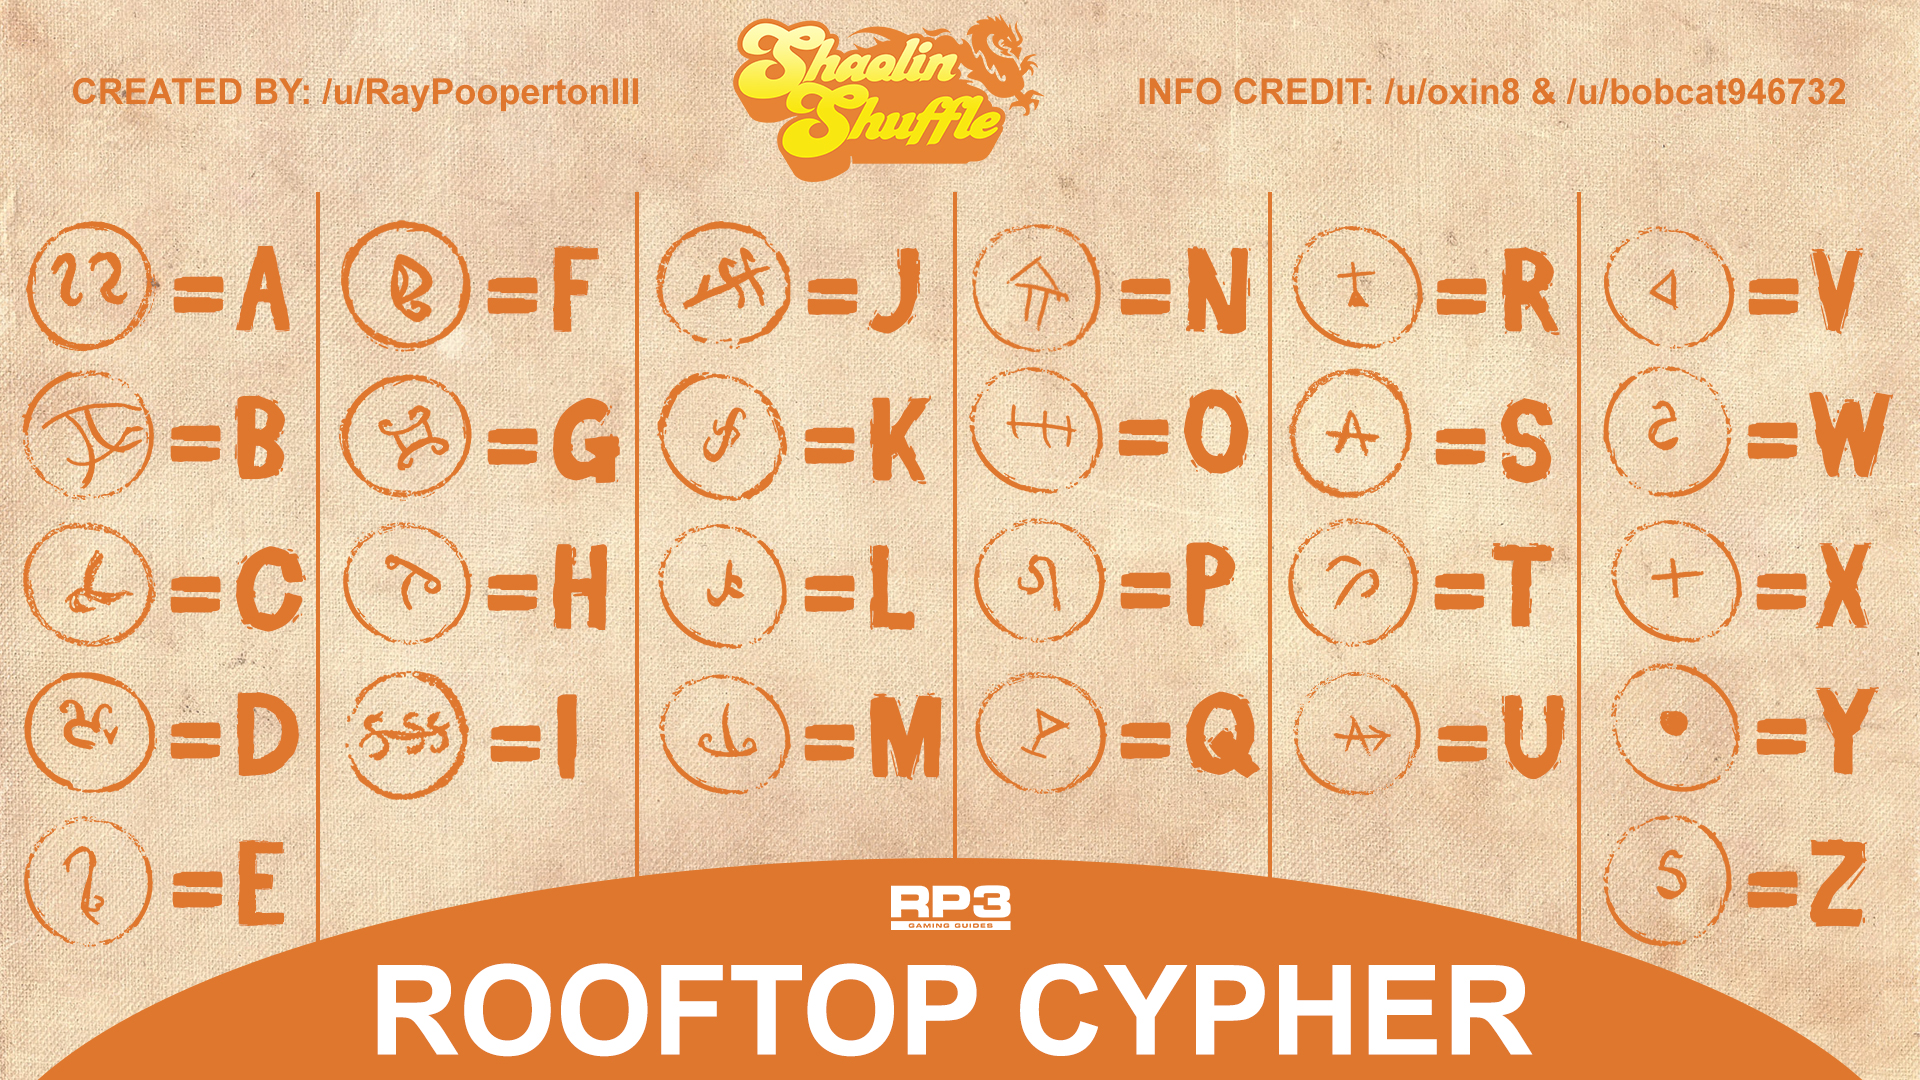 CREATED BY: /u/RayPoopertonIII
Shaolin
Shuffle
INFO CREDIT: /u/oxin8 & /u/bobcat946732
= A
= F
= J
= N
= R
= V
= B
= G
= K
= O
= S
= W
= C
= H
= L
= P
= T
= X
= D
= I
= M
= Q
= U
= Y
= E
= Z
RP3
GAMING GUIDES
ROOFTOP CYPHER